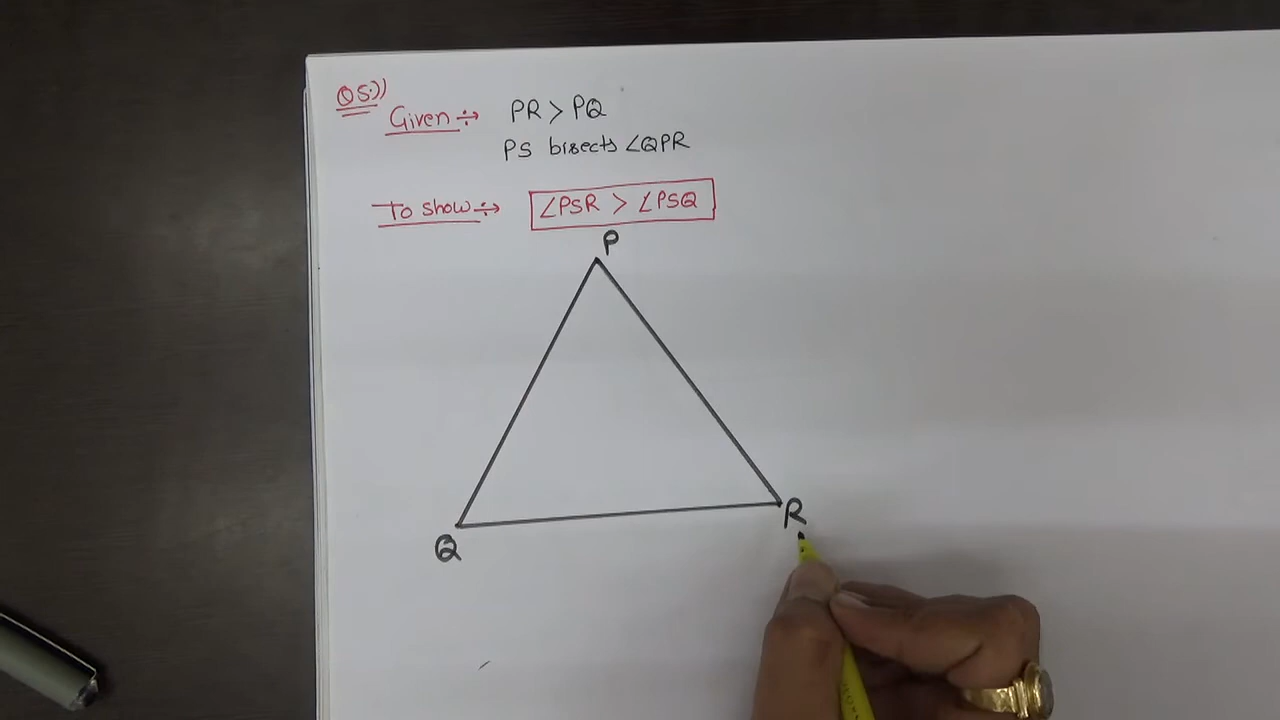 Q5:))
Given ÷ PR > PQ
PS bisects ∠QPR
To show ÷ ∠PSR > ∠PSQ
P
Q
R